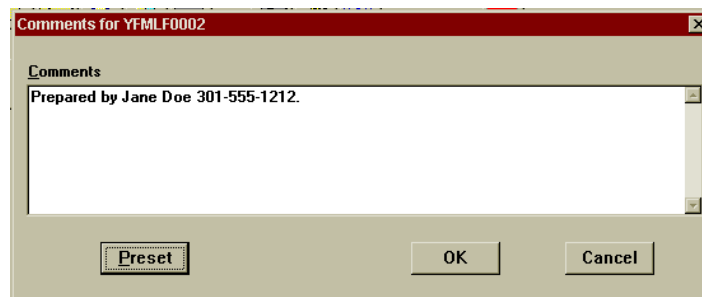 Comments for YFMLF0002
Comments
Prepared by Jane Doe 301-555-1212.
Preset
OK
Cancel